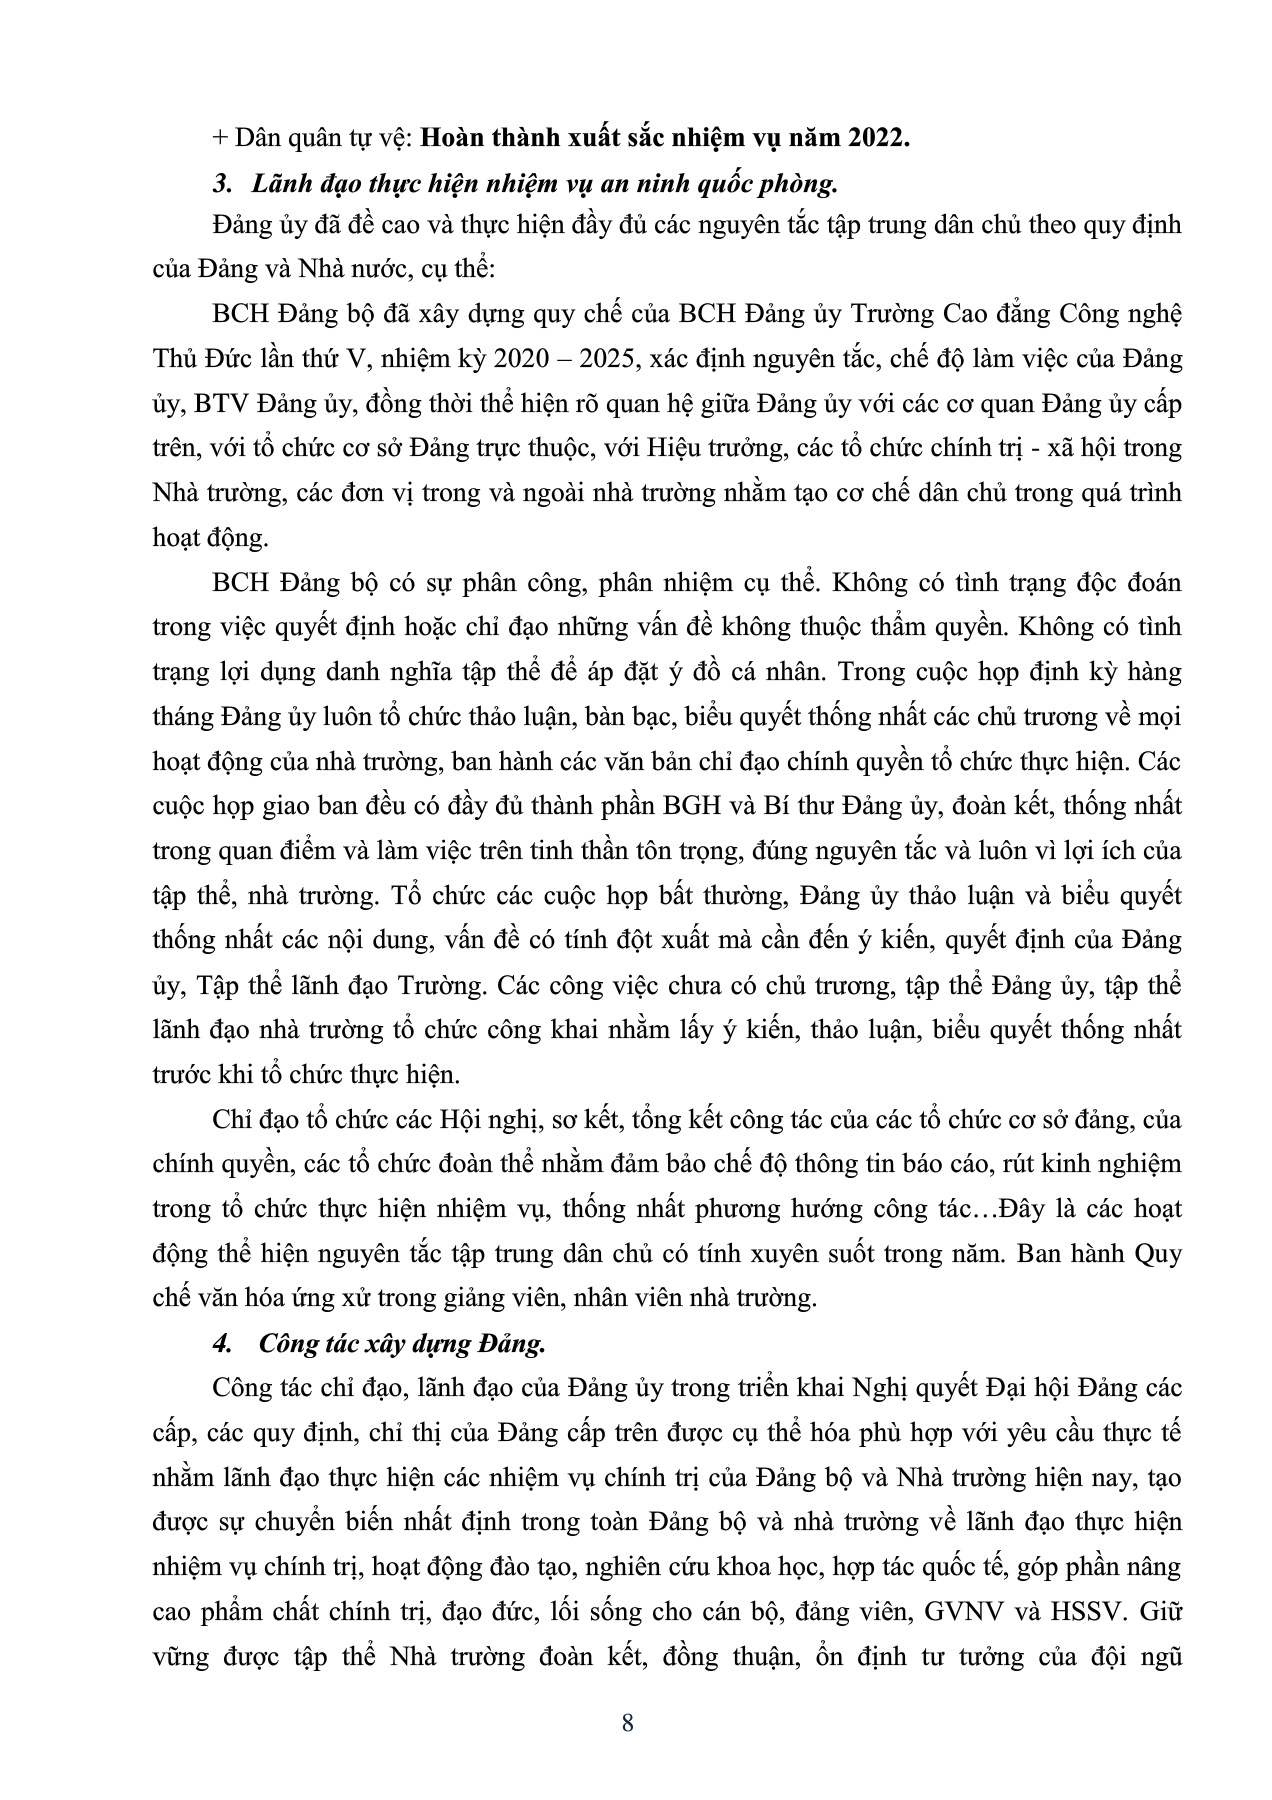 + Dân quân tự vệ: Hoàn thành xuất sắc nhiệm vụ năm 2022.
3. Lãnh đạo thực hiện nhiệm vụ an ninh quốc phòng.
Đảng ủy đã đề cao và thực hiện đầy đủ các nguyên tắc tập trung dân chủ theo quy định
của Đảng và Nhà nước, cụ thể:
BCH Đảng bộ đã xây dựng quy chế của BCH Đảng ủy Trường Cao đẳng Công nghệ
Thủ Đức lần thứ V, nhiệm kỳ 2020 – 2025, xác định nguyên tắc, chế độ làm việc của Đảng
ủy, BTV Đảng ủy, đồng thời thể hiện rõ quan hệ giữa Đảng ủy với các cơ quan Đảng ủy cấp
trên, với tổ chức cơ sở Đảng trực thuộc, với Hiệu trưởng, các tổ chức chính trị - xã hội trong
Nhà trường, các đơn vị trong và ngoài nhà trường nhằm tạo cơ chế dân chủ trong quá trình
hoạt động.
BCH Đảng bộ có sự phân công, phân nhiệm cụ thể. Không có tình trạng độc đoán
trong việc quyết định hoặc chỉ đạo những vấn đề không thuộc thẩm quyền. Không có tình
trạng lợi dụng danh nghĩa tập thể để áp đặt ý đồ cá nhân. Trong cuộc họp định kỳ hàng
tháng Đảng ủy luôn tổ chức thảo luận, bàn bạc, biểu quyết thống nhất các chủ trương về mọi
hoạt động của nhà trường, ban hành các văn bản chỉ đạo chính quyền tổ chức thực hiện. Các
cuộc họp giao ban đều có đầy đủ thành phần BGH và Bí thư Đảng ủy, đoàn kết, thống nhất
trong quan điểm và làm việc trên tinh thần tôn trọng, đúng nguyên tắc và luôn vì lợi ích của
tập thể, nhà trường. Tổ chức các cuộc họp bất thường, Đảng ủy thảo luận và biểu quyết
thống nhất các nội dung, vấn đề có tính đột xuất mà cần đến ý kiến, quyết định của Đảng
ủy, Tập thể lãnh đạo Trường. Các công việc chưa có chủ trương, tập thể Đảng ủy, tập thể
lãnh đạo nhà trường tổ chức công khai nhằm lấy ý kiến, thảo luận, biểu quyết thống nhất
trước khi tổ chức thực hiện.
Chỉ đạo tổ chức các Hội nghị, sơ kết, tổng kết công tác của các tổ chức cơ sở đảng, của
chính quyền, các tổ chức đoàn thể nhằm đảm bảo chế độ thông tin báo cáo, rút kinh nghiệm
trong tổ chức thực hiện nhiệm vụ, thống nhất phương hướng công tác…Đây là các hoạt
động thể hiện nguyên tắc tập trung dân chủ có tính xuyên suốt trong năm. Ban hành Quy
chế văn hóa ứng xử trong giảng viên, nhân viên nhà trường.
4. Công tác xây dựng Đảng.
Công tác chỉ đạo, lãnh đạo của Đảng ủy trong triển khai Nghị quyết Đại hội Đảng các
cấp, các quy định, chỉ thị của Đảng cấp trên được cụ thể hóa phù hợp với yêu cầu thực tế
nhằm lãnh đạo thực hiện các nhiệm vụ chính trị của Đảng bộ và Nhà trường hiện nay, tạo
được sự chuyển biến nhất định trong toàn Đảng bộ và nhà trường về lãnh đạo thực hiện
nhiệm vụ chính trị, hoạt động đào tạo, nghiên cứu khoa học, hợp tác quốc tế, góp phần nâng
cao phẩm chất chính trị, đạo đức, lối sống cho cán bộ, đảng viên, GVNV và HSSV. Giữ
vững được tập thể Nhà trường đoàn kết, đồng thuận, ổn định tư tưởng của đội ngũ
8